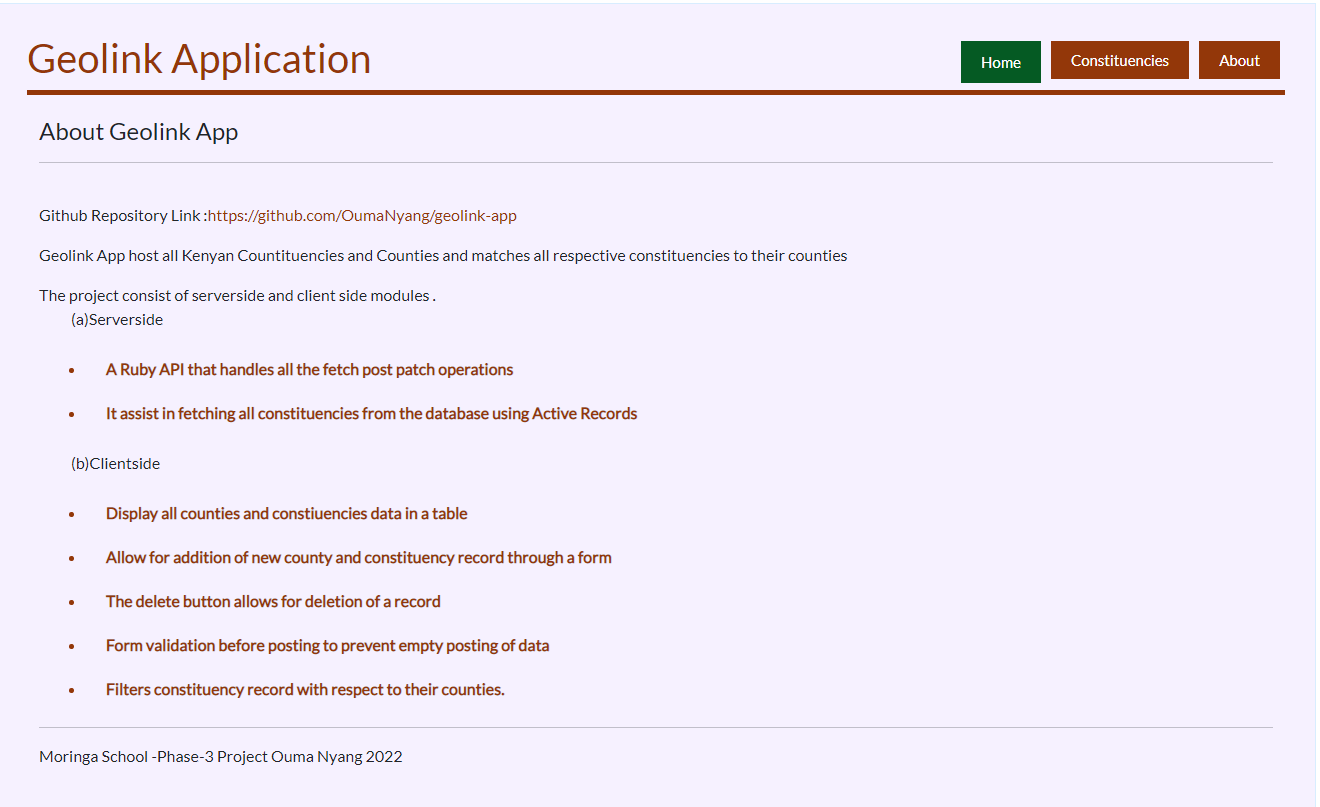 Geolink Application
Home
Constituencies
About
About Geolink App
Github Repository Link :https://github.com/OumaNyang/geolink-app
Geolink App host all Kenyan Countituencies and Counties and matches all respective constituencies to their counties
The project consist of serverside and client side modules .
(a)Serverside
• A Ruby API that handles all the fetch post patch operations
• It assist in fetching all constituencies from the database using Active Records
(b)Clientside
• Display all counties and constiuencies data in a table
• Allow for addition of new county and constituency record through a form
• The delete button allows for deletion of a record
• Form validation before posting to prevent empty posting of data
• Filters constituency record with respect to their counties.
Moringa School -Phase-3 Project Ouma Nyang 2022